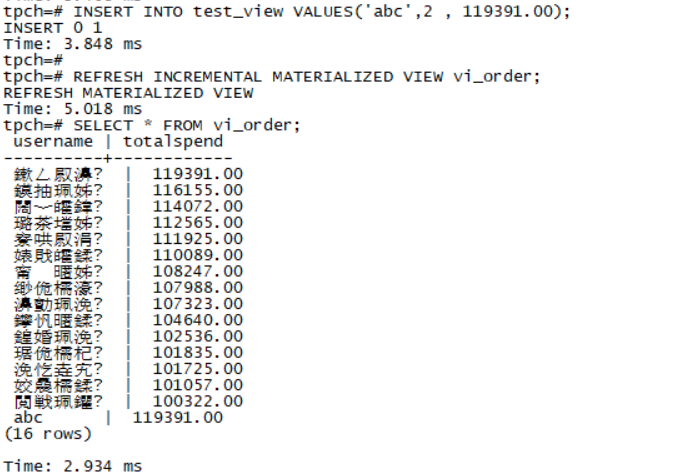 tpch=# INSERT INTO test_view VALUES('abc',2 , 119391.00);
INSERT 0 1
Time: 3.848 ms
tpch=#
tpch=# REFRESH INCREMENTAL MATERIALIZED VIEW vi_order;
REFRESH MATERIALIZED VIEW
Time: 5.018 ms
tpch=# SELECT * FROM vi_order;
username | totalspend
----------+------------
| 119391.00
| 116155.00
| 114072.00
| 112565.00
| 111925.00
| 110089.00
| 108247.00
| 107988.00
| 107323.00
| 104640.00
| 102536.00
| 101835.00
| 101725.00
| 101057.00
| 100322.00
abc | 119391.00
(16 rows)
Time: 2.934 ms